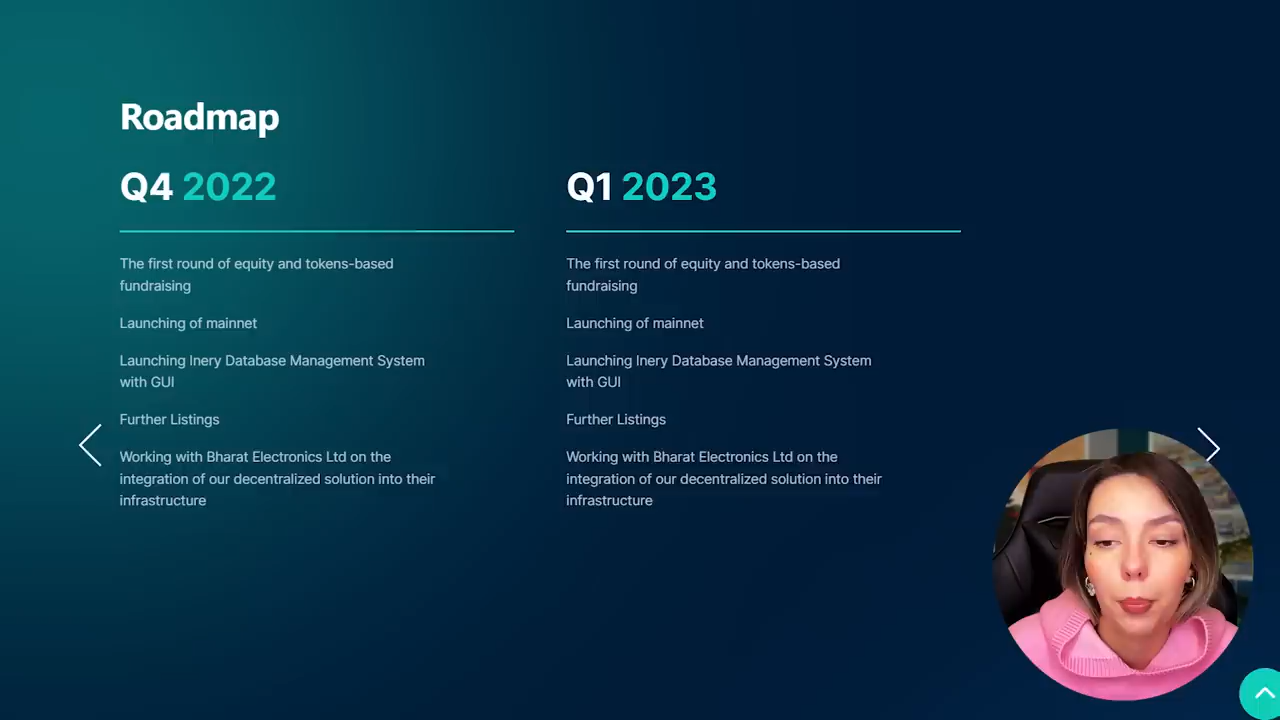 Roadmap
Q4 2022
The first round of equity and tokens-based
fundraising
Launching of mainnet
Launching Inery Database Management System
with GUI
Further Listings
Working with Bharat Electronics Ltd on the
integration of our decentralized solution into their
infrastructure
Q1 2023
The first round of equity and tokens-based
fundraising
Launching of mainnet
Launching Inery Database Management System
with GUI
Further Listings
Working with Bharat Electronics Ltd on the
integration of our decentralized solution into their
infrastructure